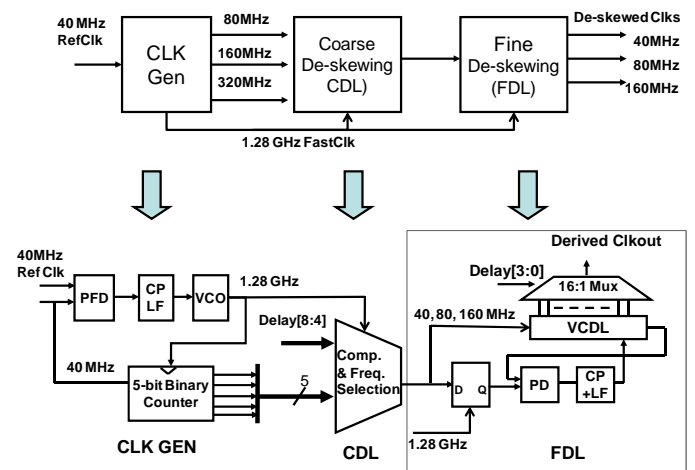 De-skewed Clks
40 MHz
RefClk
CLK
Gen
80MHz
160MHz
320MHz
Coarse
De-skewing
CDL)
Fine
De-skewing
(FDL)
40MHz
80MHz
160MHz
1.28 GHz FastClk
40MHz
Ref Clk
PFD
CP
LF
VCO
1.28 GHz
Delay[8:4]
40 MHz
5-bit Binary
Counter
5
Comp.
& Freq.
Selection
CLK GEN
CDL
Derived Clkout
Delay[3:0]
16:1 Mux
40, 80, 160 MHz
VCDL
D Q
PD
CP
+LF
1.28 GHz
FDL